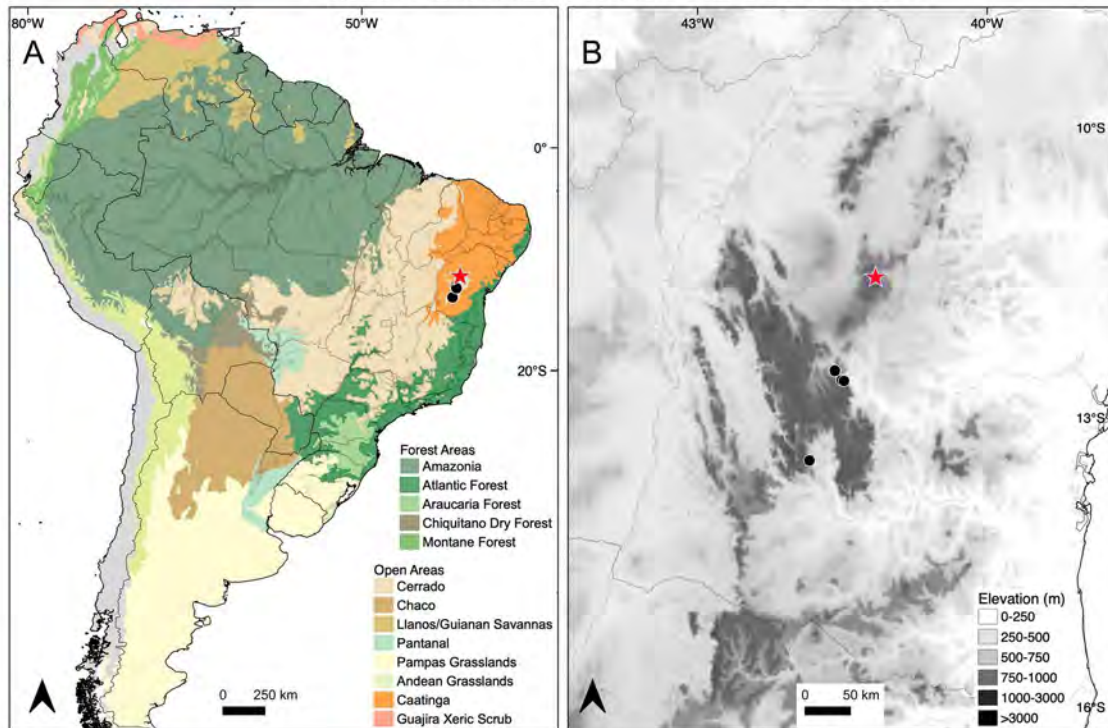 80°W
50°W
A
0°
20°S
Forest Areas
Amazonia
Atlantic Forest
Araucaria Forest
Chiquitano Dry Forest
Montane Forest
Open Areas
Cerrado
Chaco
Llanos/Guianan Savannas
Pantanal
Pampas Grasslands
Andean Grasslands
Caatinga
Guajira Xeric Scrub
0 250 km
43°W
40°W
B
10°S
13°S
16°S
Elevation (m)
0-250
250-500
500-750
750-1000
1000-3000
>3000
0 50 km